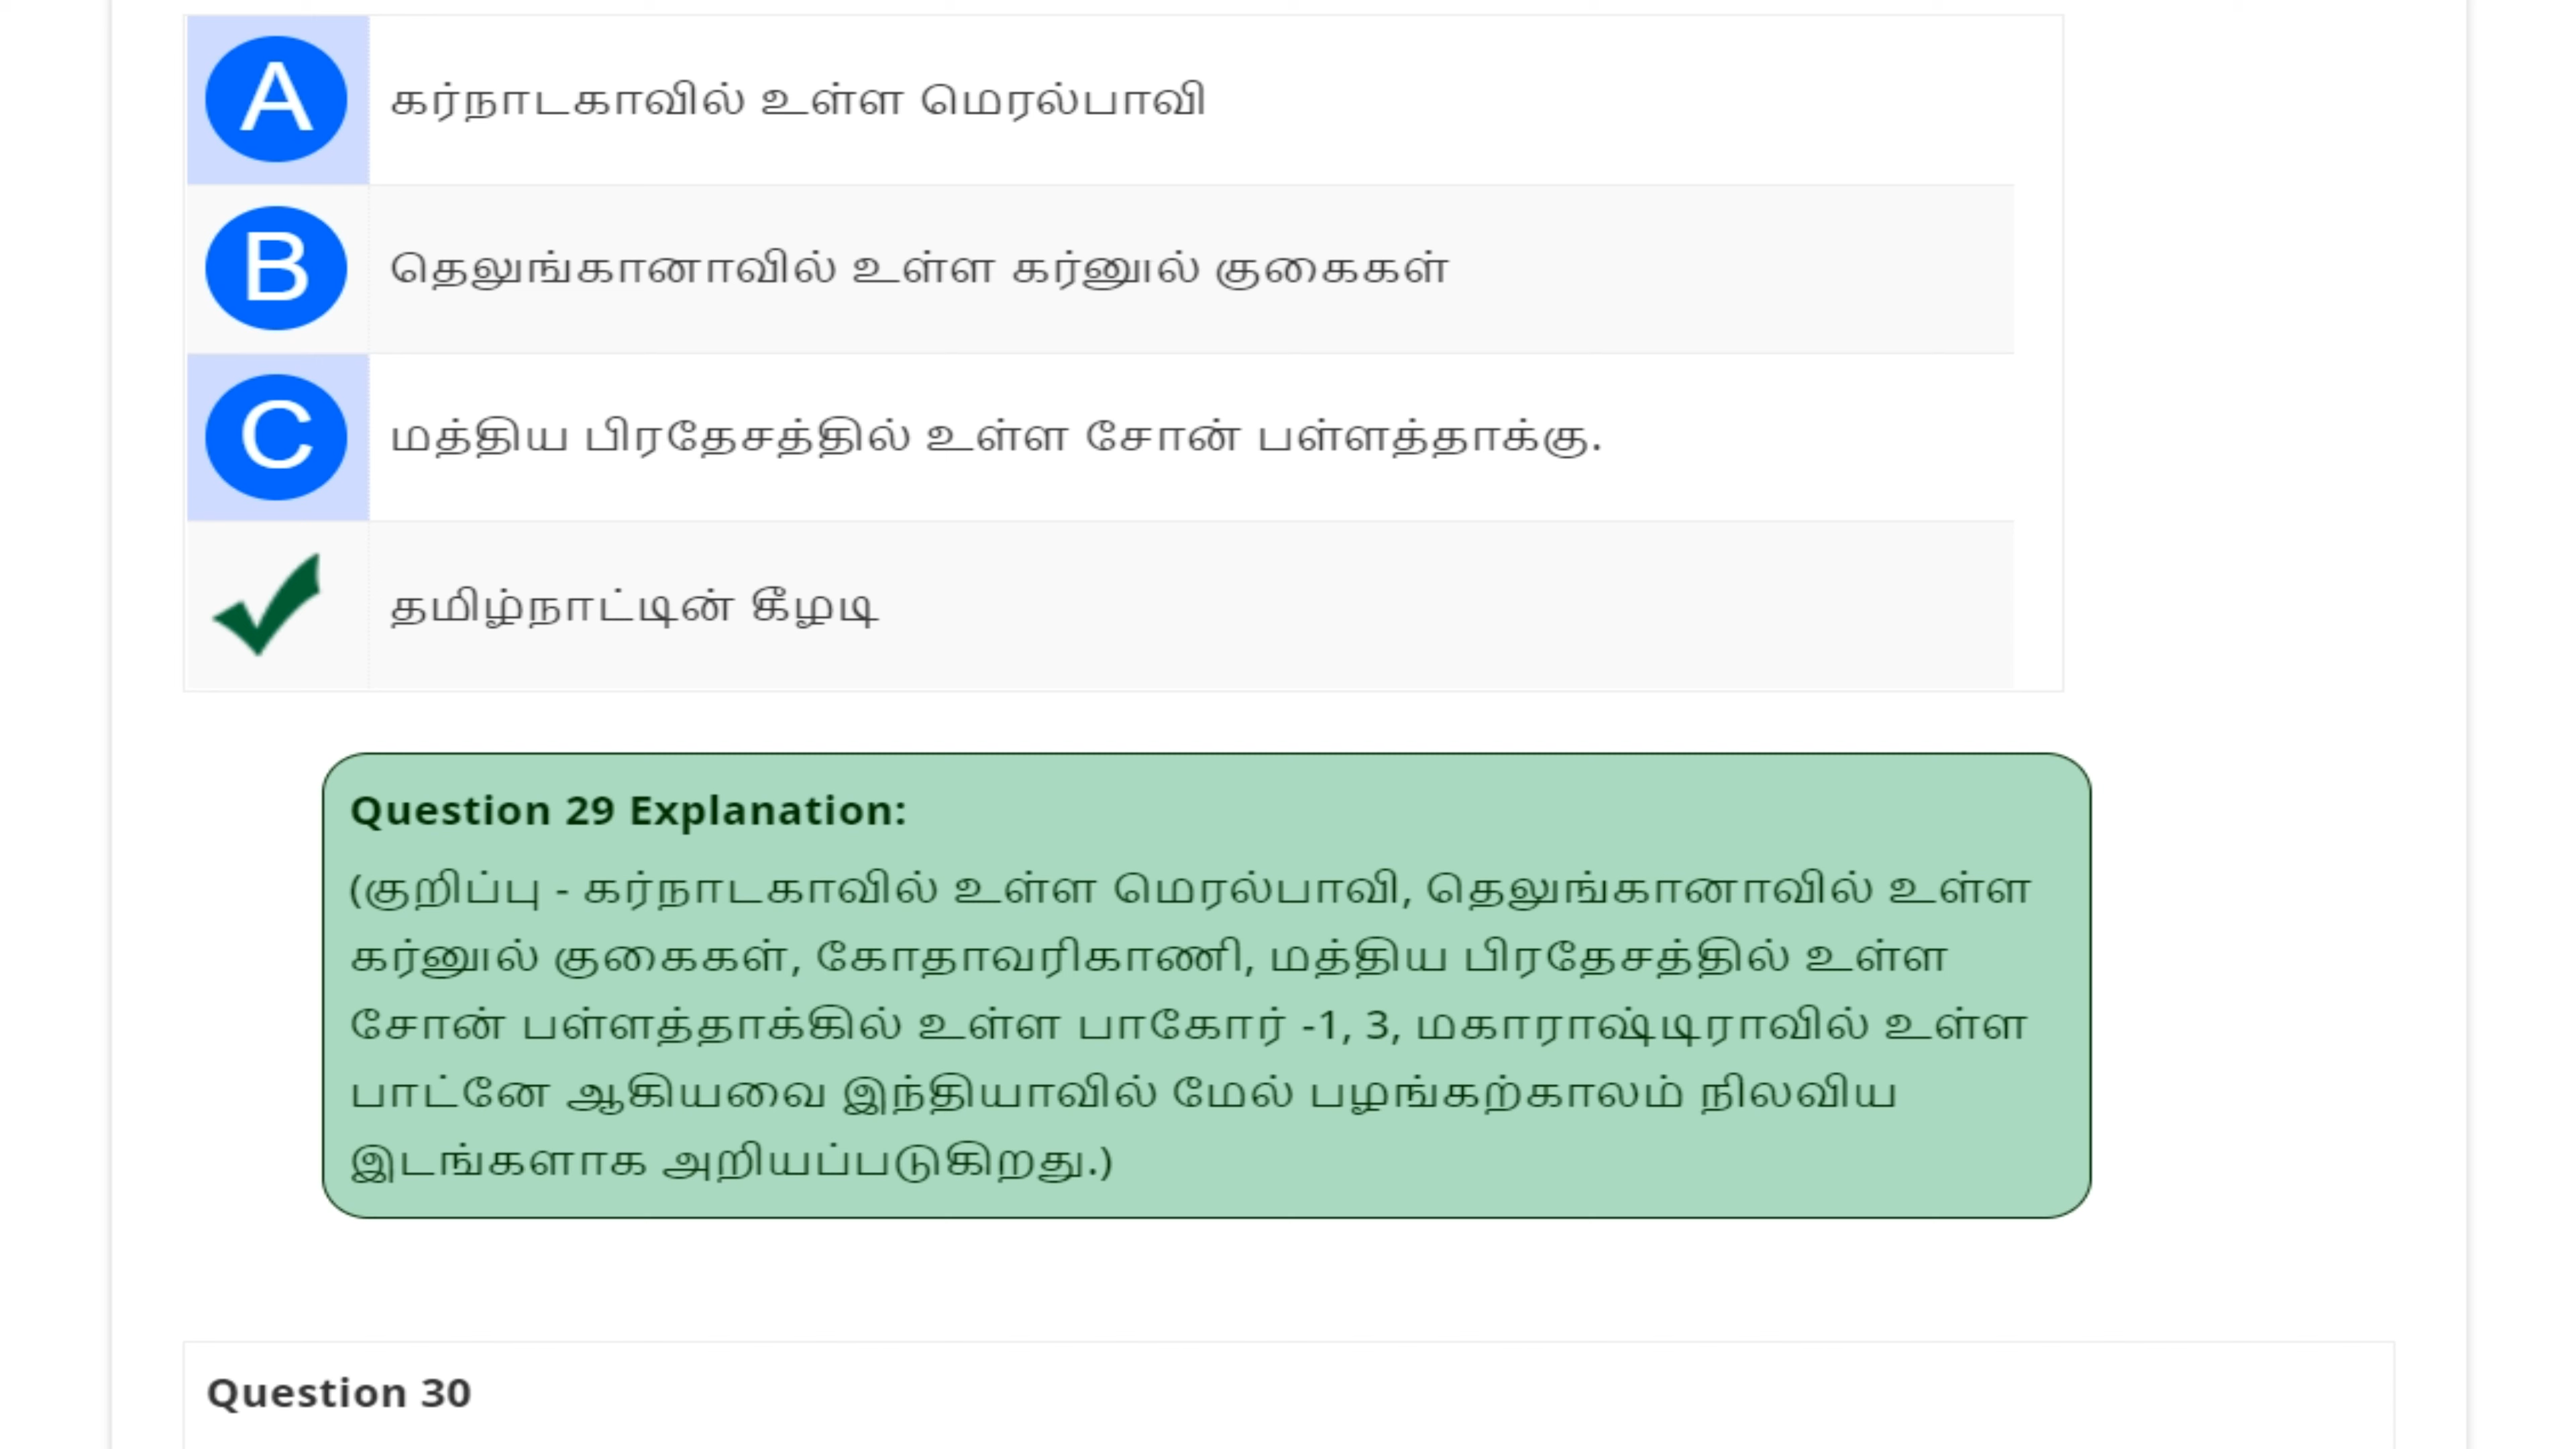 A கர்நாடகாவில் உள்ள மெரல்பாவி
B தெலுங்கானாவில் உள்ள கர்னுல் குகைகள்
C மத்திய பிரதேசத்தில் உள்ள சோன் பள்ளத்தாக்கு.
தமிழ்நாட்டின் கீழடி
Question 29 Explanation:
(குறிப்பு - கர்நாடகாவில் உள்ள மெரல்பாவி, தெலுங்கானாவில் உள்ள
கர்னுல் குகைகள், கோதாவரிகாணி, மத்திய பிரதேசத்தில் உள்ள
சோன் பள்ளத்தாக்கில் உள்ள பாகோர் -1, 3, மகாராஷ்டிராவில் உள்ள
பாட்னே ஆகியவை இந்தியாவில் மேல் பழங்கற்காலம் நிலவிய
இடங்களாக அறியப்படுகிறது.)
Question 30